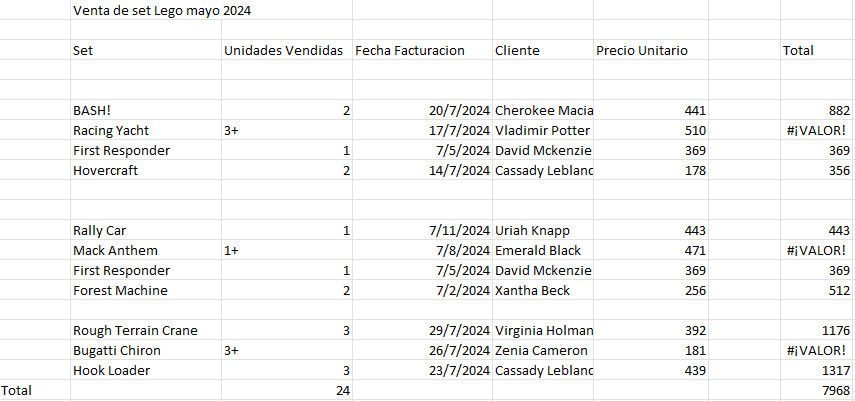 Venta de set Lego mayo 2024
Set Unidades Vendidas Fecha Facturacion Cliente Precio Unitario Total
BASH! 2 20/7/2024 Cherokee Macia 441 882
Racing Yacht 3+ 17/7/2024 Vladimir Potter 510 #¡VALOR!
First Responder 1 7/5/2024 David Mckenzie 369 369
Hovercraft 2 14/7/2024 Cassady Leblanc 178 356
Rally Car 1 7/11/2024 Uriah Knapp 443 443
Mack Anthem 1+ 7/8/2024 Emerald Black 471 #¡VALOR!
First Responder 1 7/5/2024 David Mckenzie 369 369
Forest Machine 2 7/2/2024 Xantha Beck 256 512
Rough Terrain Crane 3 29/7/2024 Virginia Holman 392 1176
Bugatti Chiron 3+ 26/7/2024 Zenia Cameron 181 #¡VALOR!
Hook Loader 3 23/7/2024 Cassady Leblanc 439 1317
Total 24 7968